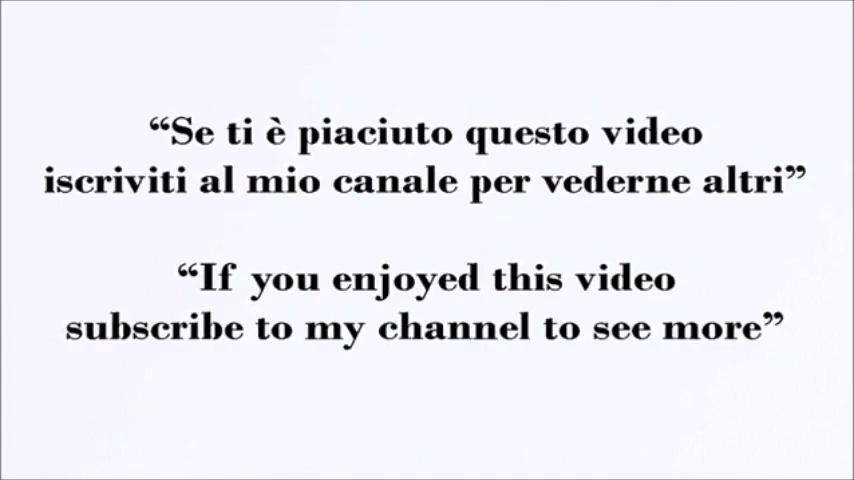 “Se ti è piaciuto questo video
iscriviti al mio canale per vederne altri”
“If you enjoyed this video
subscribe to my channel to see more”